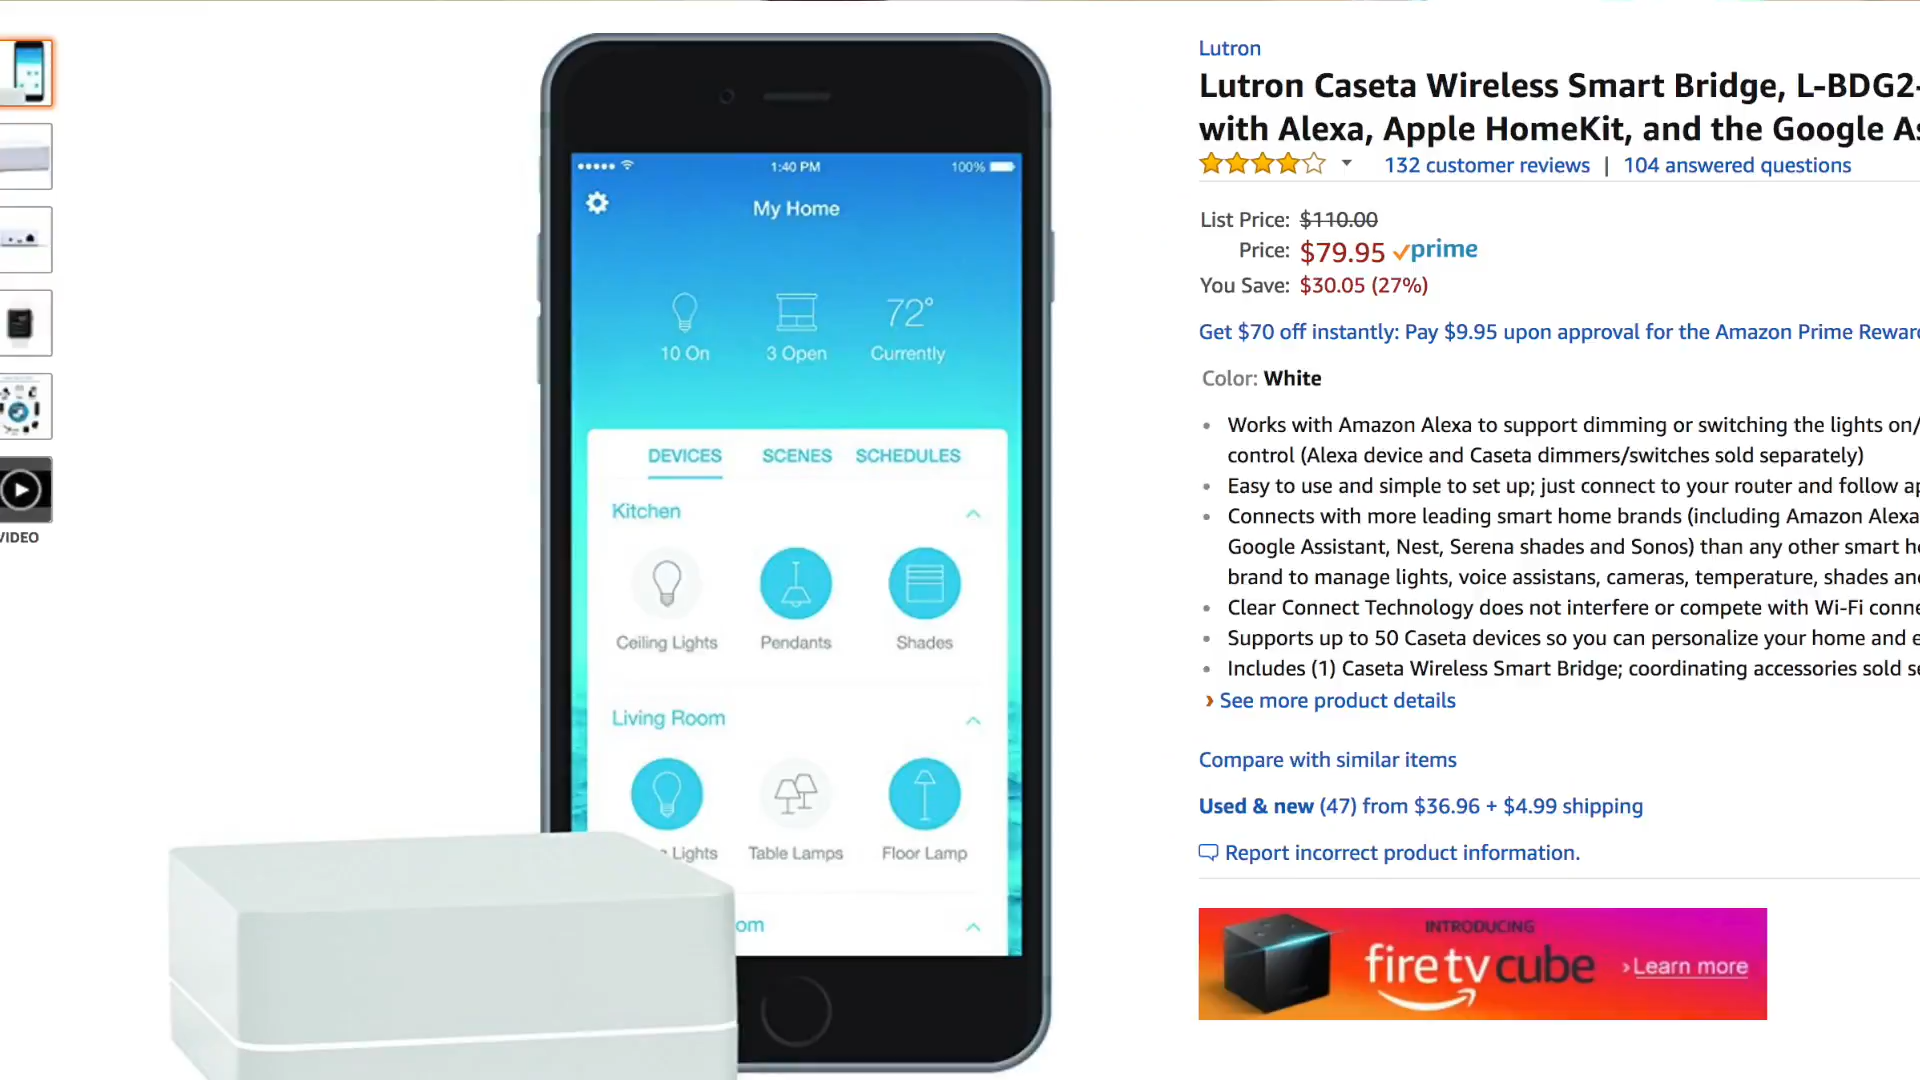 VIDEO
1:40 PM
100%
My Home
72°
10 On
3 Open
Currently
DEVICES
SCENES
SCHEDULES
Kitchen
Ceiling Lights
Pendants
Shades
Living Room
Lights
Table Lamps
Floor Lamp
om
Lutron
Lutron Caseta Wireless Smart Bridge, L-BDG2-
with Alexa, Apple HomeKit, and the Google As
132 customer reviews | 104 answered questions
List Price: $110.00
Price: $79.95 prime
You Save: $30.05 (27%)
Get $70 off instantly: Pay $9.95 upon approval for the Amazon Prime Rewar
Color: White
Works with Amazon Alexa to support dimming or switching the lights on/
control (Alexa device and Caseta dimmers/switches sold separately)
Easy to use and simple to set up; just connect to your router and follow ap
Connects with more leading smart home brands (including Amazon Alexa
Google Assistant, Nest, Serena shades and Sonos) than any other smart ho
brand to manage lights, voice assistans, cameras, temperature, shades and
Clear Connect Technology does not interfere or compete with Wi-Fi conne
Supports up to 50 Caseta devices so you can personalize your home and e
Includes (1) Caseta Wireless Smart Bridge; coordinating accessories sold se
› See more product details
Compare with similar items
Used & new (47) from $36.96 + $4.99 shipping
Report incorrect product information.
INTRODUCING
fire tv cube
›Learn more